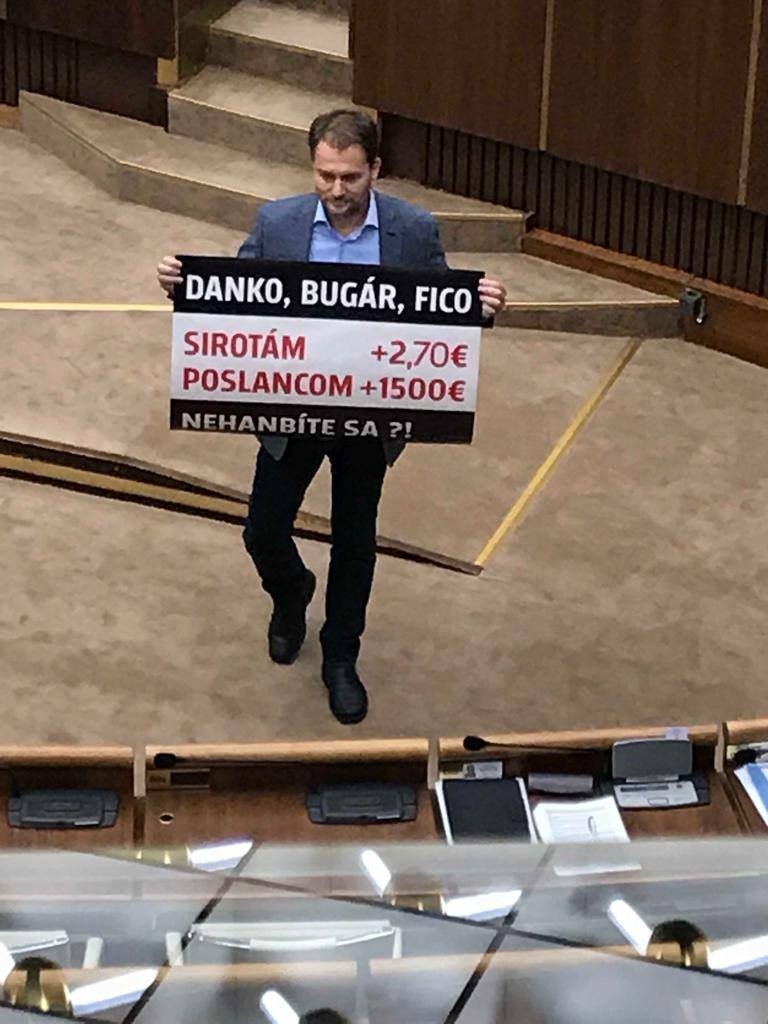 DANKO, BUGÁR, FICO
SIROTÁM +2,70€
POSLANCOM +1500€
NEHANBÍTE SA ?!